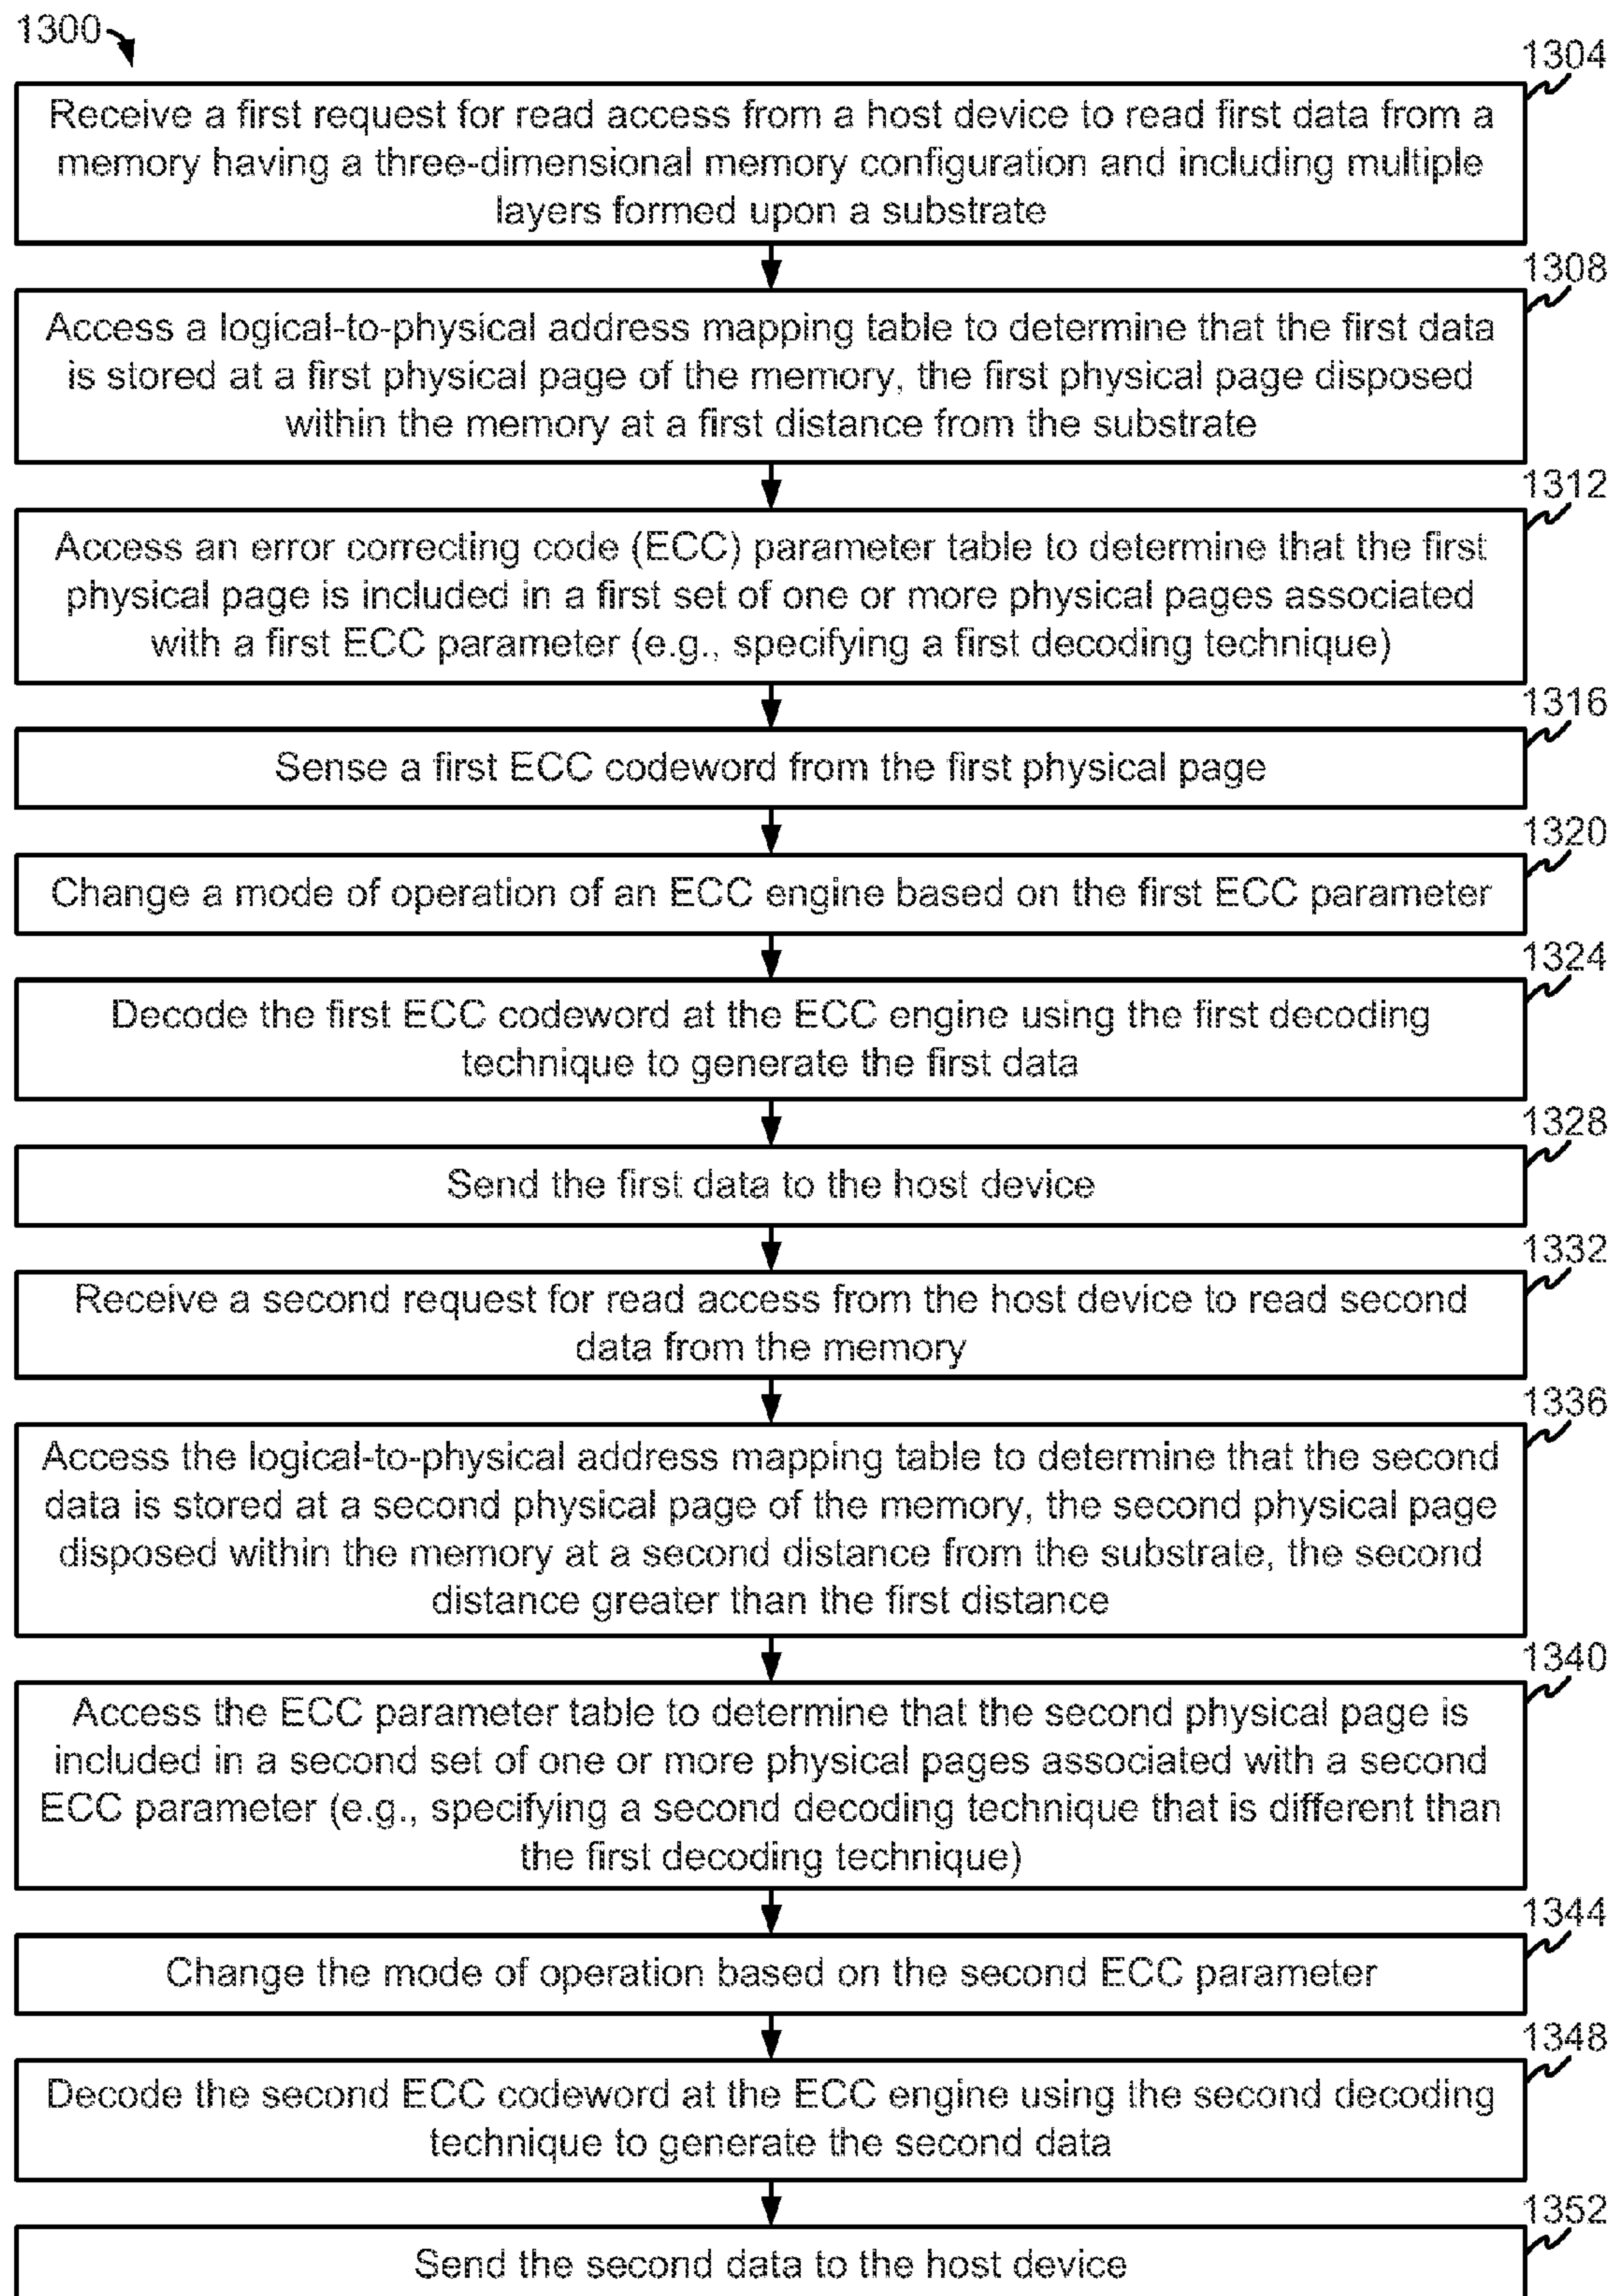 1300
1304
Receive a first request for read access from a host device to read first data from a
memory having a three-dimensional memory configuration and including multiple
layers formed upon a substrate
1308
Access a logical-to-physical address mapping table to determine that the first data
is stored at a first physical page of the memory, the first physical page disposed
within the memory at a first distance from the substrate
1312
Access an error correcting code (ECC) parameter table to determine that the first
physical page is included in a first set of one or more physical pages associated
with a first ECC parameter (e.g., specifying a first decoding technique)
1316
Sense a first ECC codeword from the first physical page
1320
Change a mode of operation of an ECC engine based on the first ECC parameter
1324
Decode the first ECC codeword at the ECC engine using the first decoding
technique to generate the first data
1328
Send the first data to the host device
1332
Receive a second request for read access from the host device to read second
data from the memory
1336
Access the logical-to-physical address mapping table to determine that the second
data is stored at a second physical page of the memory, the second physical page
disposed within the memory at a second distance from the substrate, the second
distance greater than the first distance
1340
Access the ECC parameter table to determine that the second physical page is
included in a second set of one or more physical pages associated with a second
ECC parameter (e.g., specifying a second decoding technique that is different than
the first decoding technique)
1344
Change the mode of operation based on the second ECC parameter
1348
Decode the second ECC codeword at the ECC engine using the second decoding
technique to generate the second data
1352
Send the second data to the host device